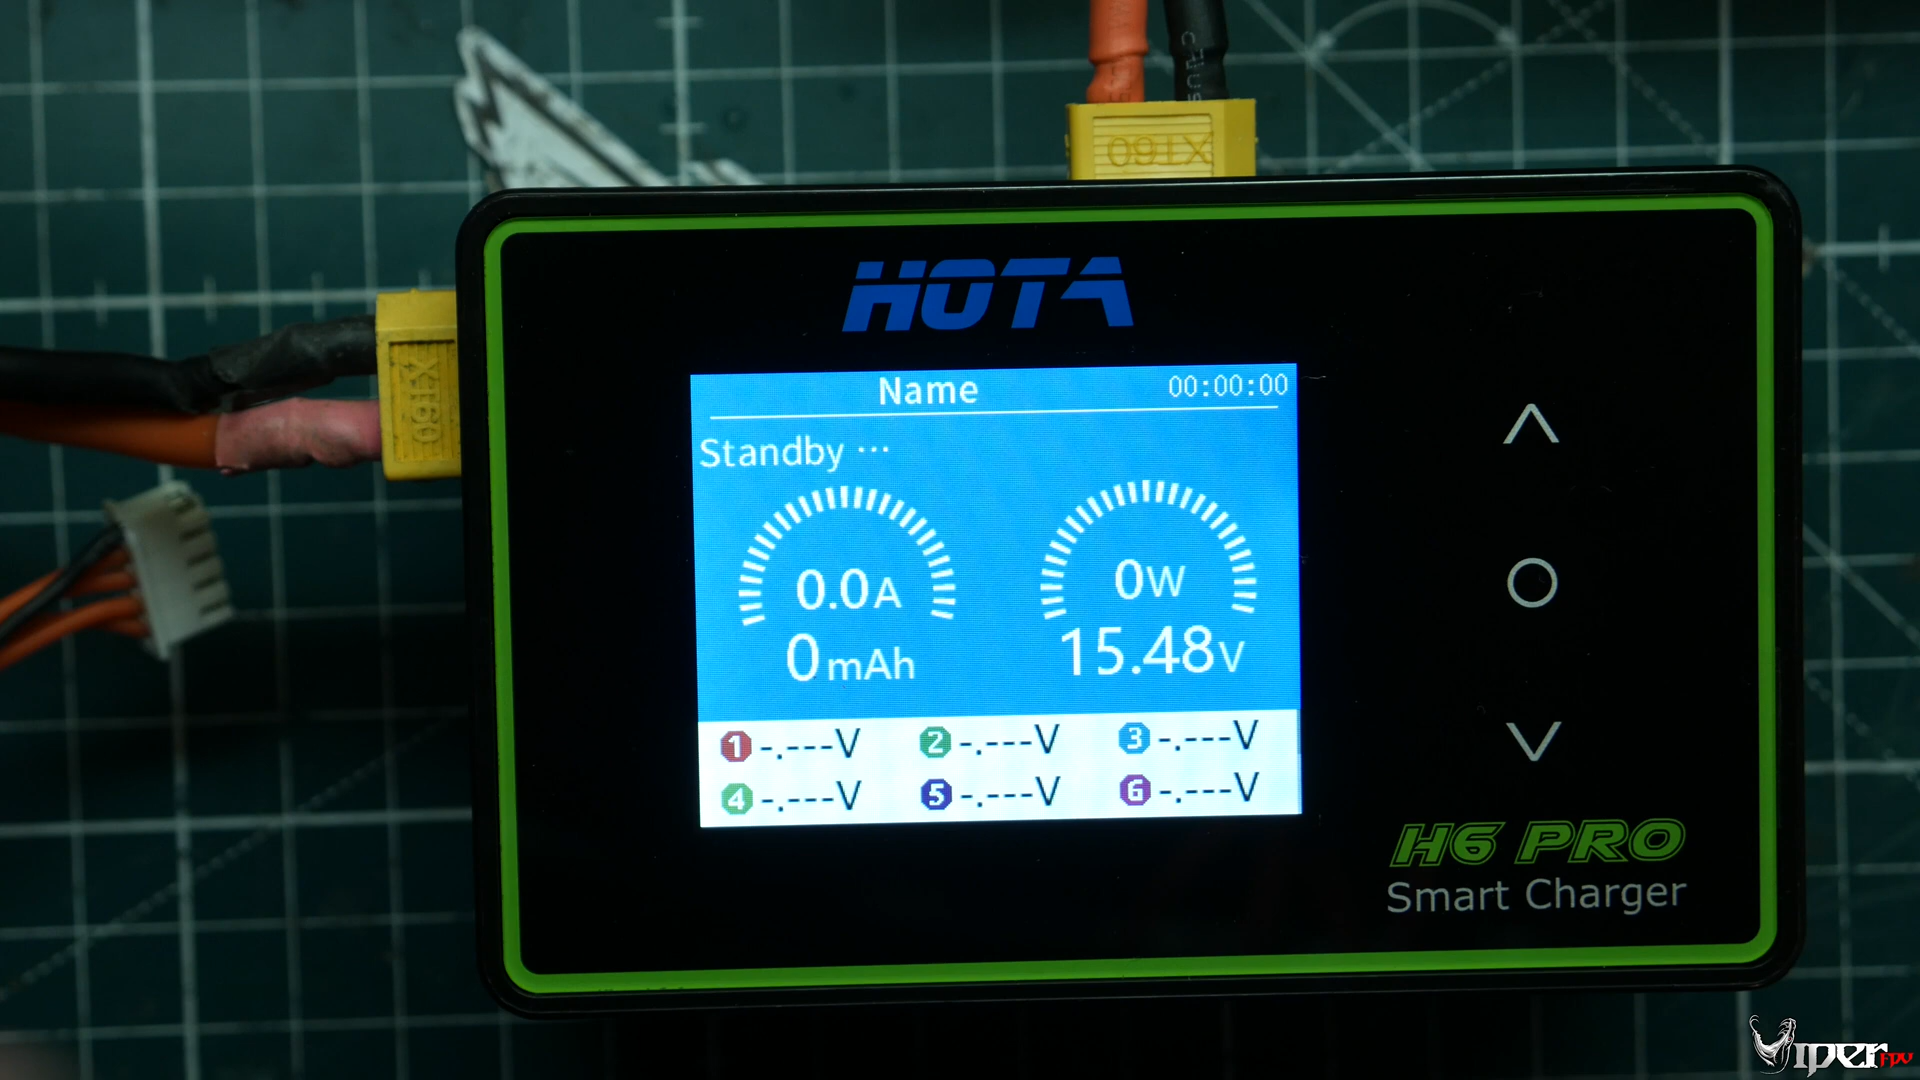 XT60
HOTA
XT60
Name 00:00:00
Standby ···
0.0A 0W
0mAh 15.48V
1 -.---V 2 -.---V 3 -.---V
4 -.---V 5 -.---V 6 -.---V
H6 PRO
Smart Charger
Viper FPV